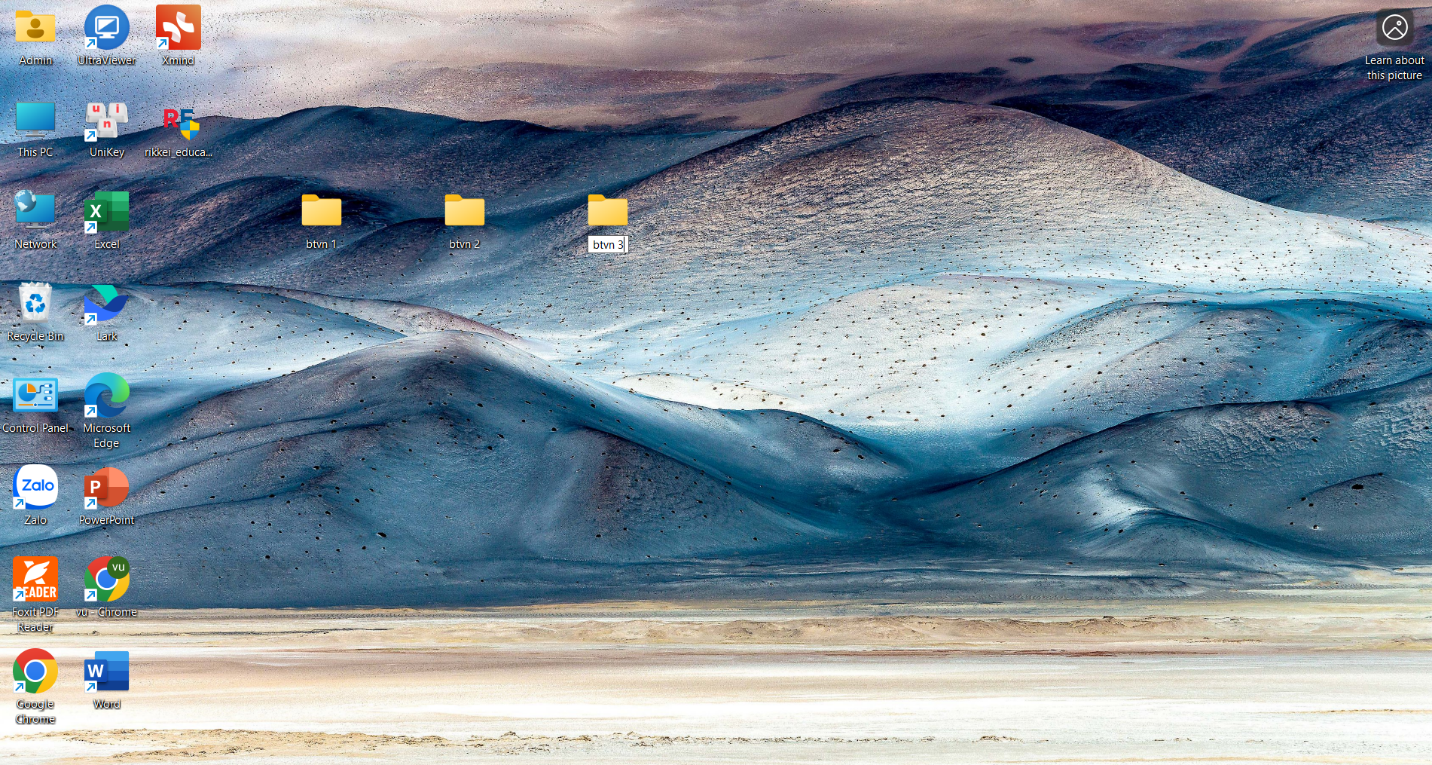 Admin
UltraViewer
Xmind
Learn about
this picture
u i
n
RE
This PC
UniKey
rikkei_educa...
X
Network
Excel
btvn 1
btvn 2
btvn 3
Recycle Bin
Lark
Control Panel
Microsoft
Edge
Zalo
P
Zalo
PowerPoint
READER
VU
Foxit PDF
Reader
vu - Chrome
W
Google
Chrome
Word